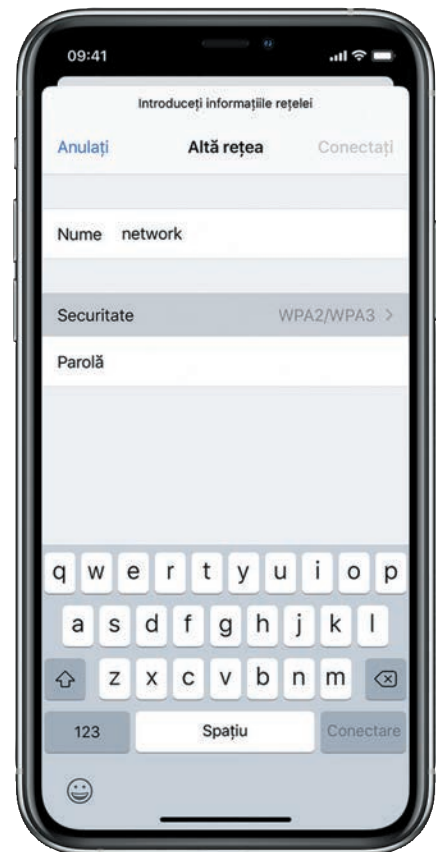 09:41
Introduceți informațiile rețelei
Anulați Altă rețea Conectați
Nume network
Securitate WPA2/WPA3 >
Parolă
q w e r t y u i o p
a s d f g h j k l
z x c v b n m
123 Spațiu Conectare